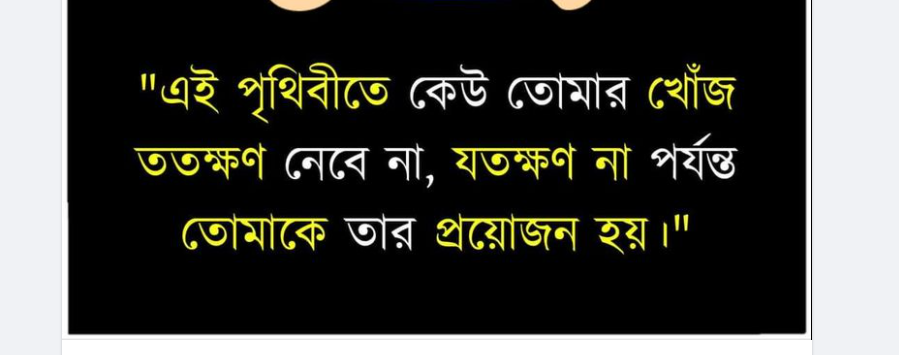 "এই পৃথিবীতে কেউ তোমার খোঁজ
ততক্ষণ নেবে না, যতক্ষণ না পর্যন্ত
তোমাকে তার প্রয়োজন হয়।"